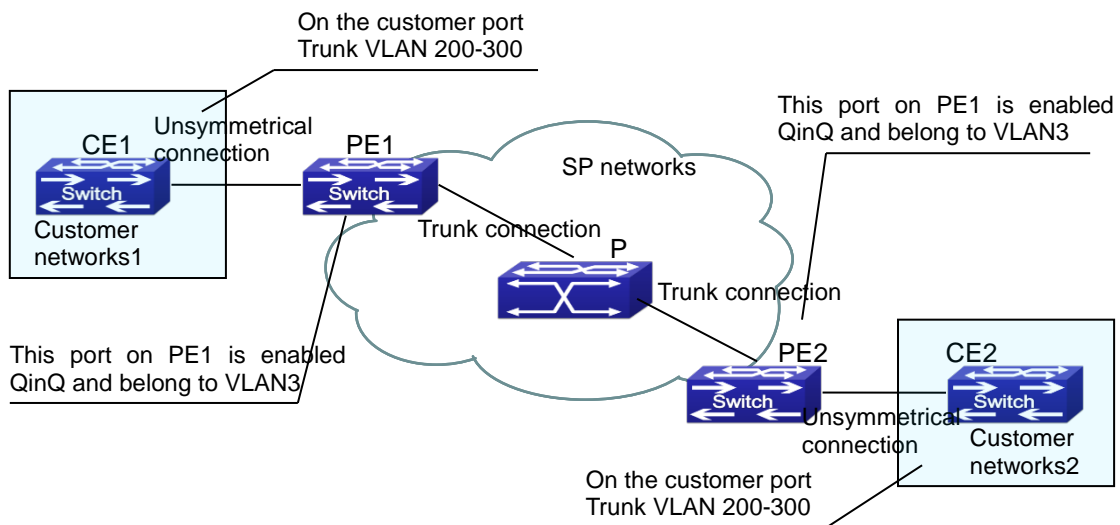 On the customer port
Trunk VLAN 200-300
This port on PE1 is enabled
QinQ and belong to VLAN3
Unsymmetrical
connection
CE1
PE1
SP networks
Switch
Switch
Customer
networks1
Trunk connection
P
Trunk connection
This port on PE1 is enabled
QinQ and belong to VLAN3
PE2
CE2
Switch
Switch
Unsymmetrical
connection
Customer
networks2
On the customer port
Trunk VLAN 200-300